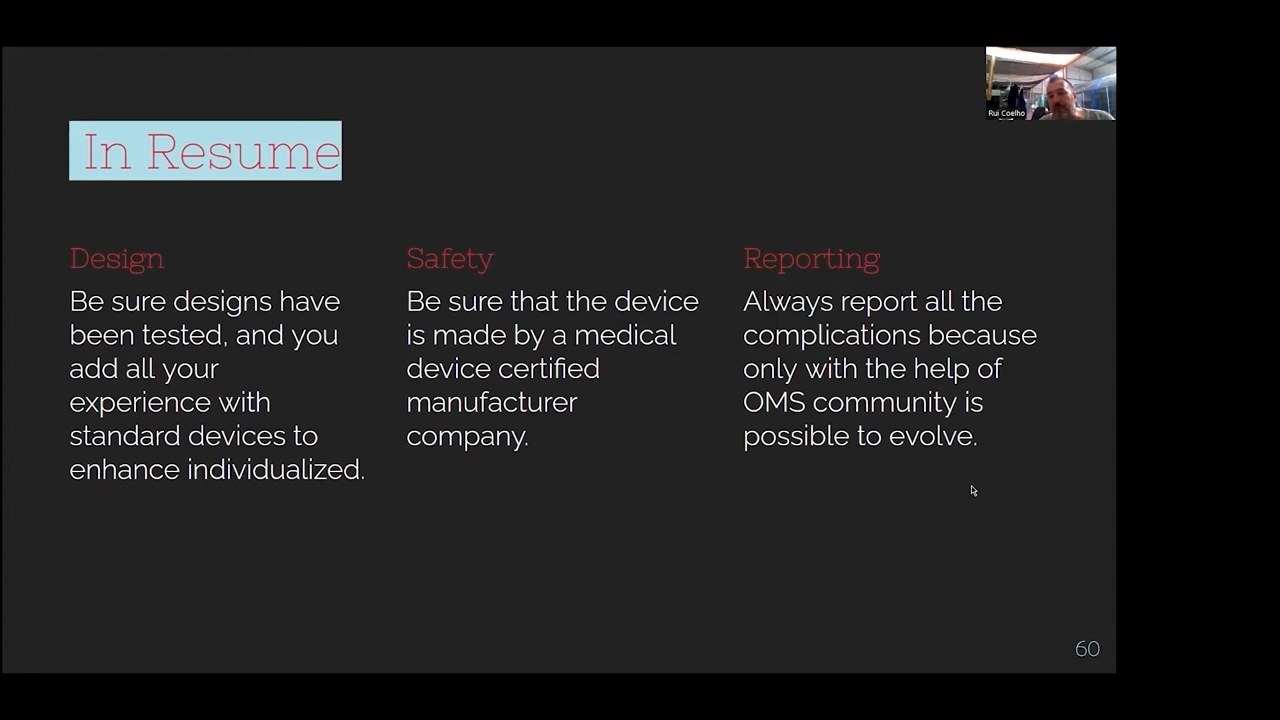 In Resume
Design
Be sure designs have
been tested, and you
add all your
experience with
standard devices to
enhance individualized.
Safety
Be sure that the device
is made by a medical
device certified
manufacturer
company.
Reporting
Always report all the
complications because
only with the help of
OMS community is
possible to evolve.
Rui Coelho
60